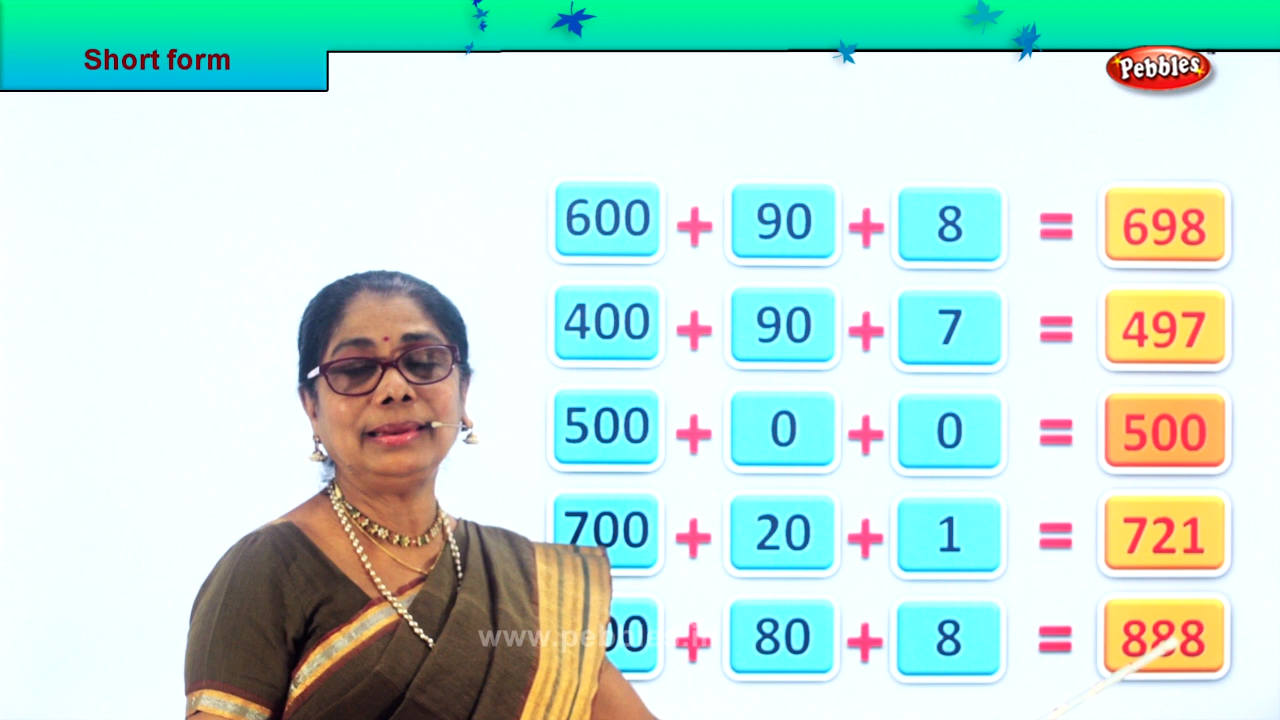 Short form
Pebbles
600 + 90 + 8 = 698
400 + 90 + 7 = 497
500 + 0 + 0 = 500
700 + 20 + 1 = 721
00 + 80 + 8 = 888